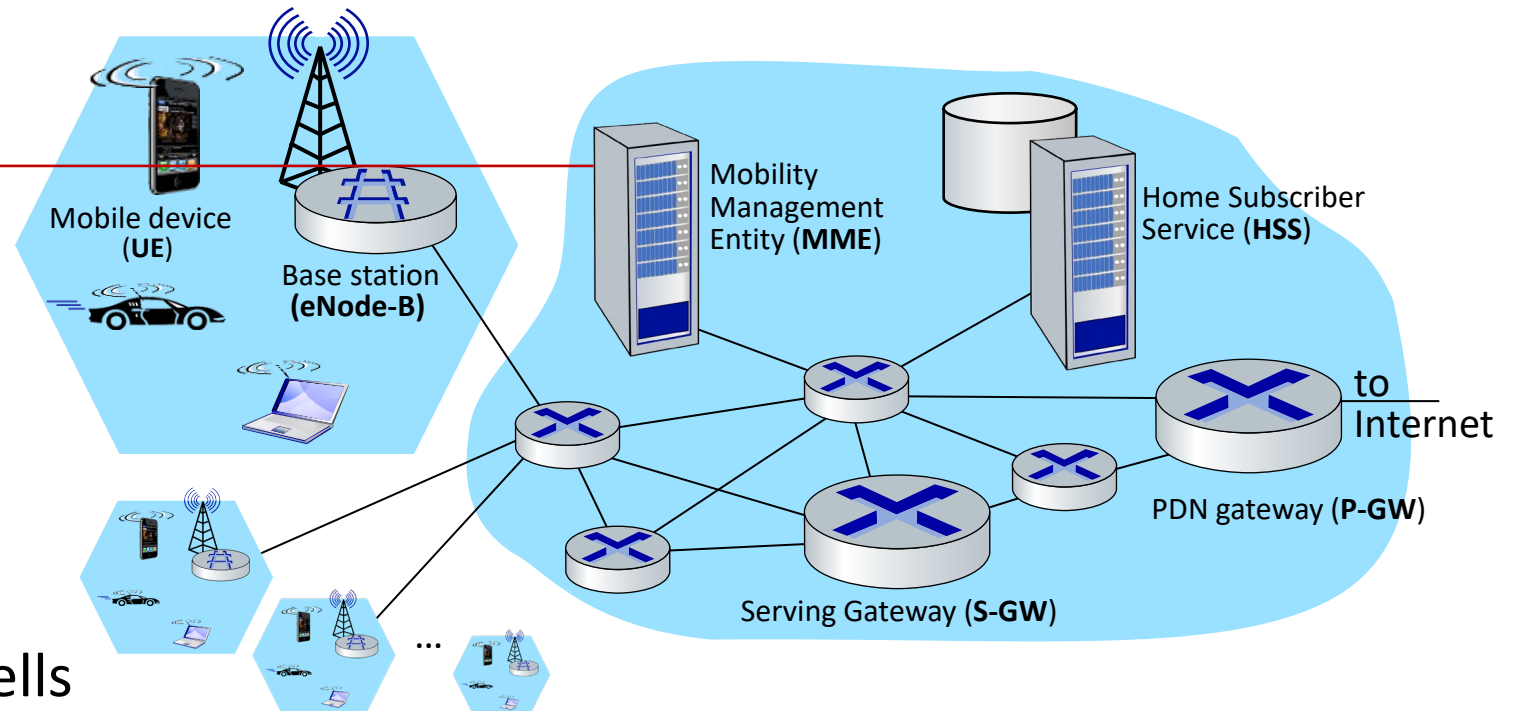 Mobile device
(UE)
Base station
(eNode-B)
Mobility
Management
Entity (MME)
Home Subscriber
Service (HSS)
to
Internet
PDN gateway (P-GW)
Serving Gateway (S-GW)
...
ells